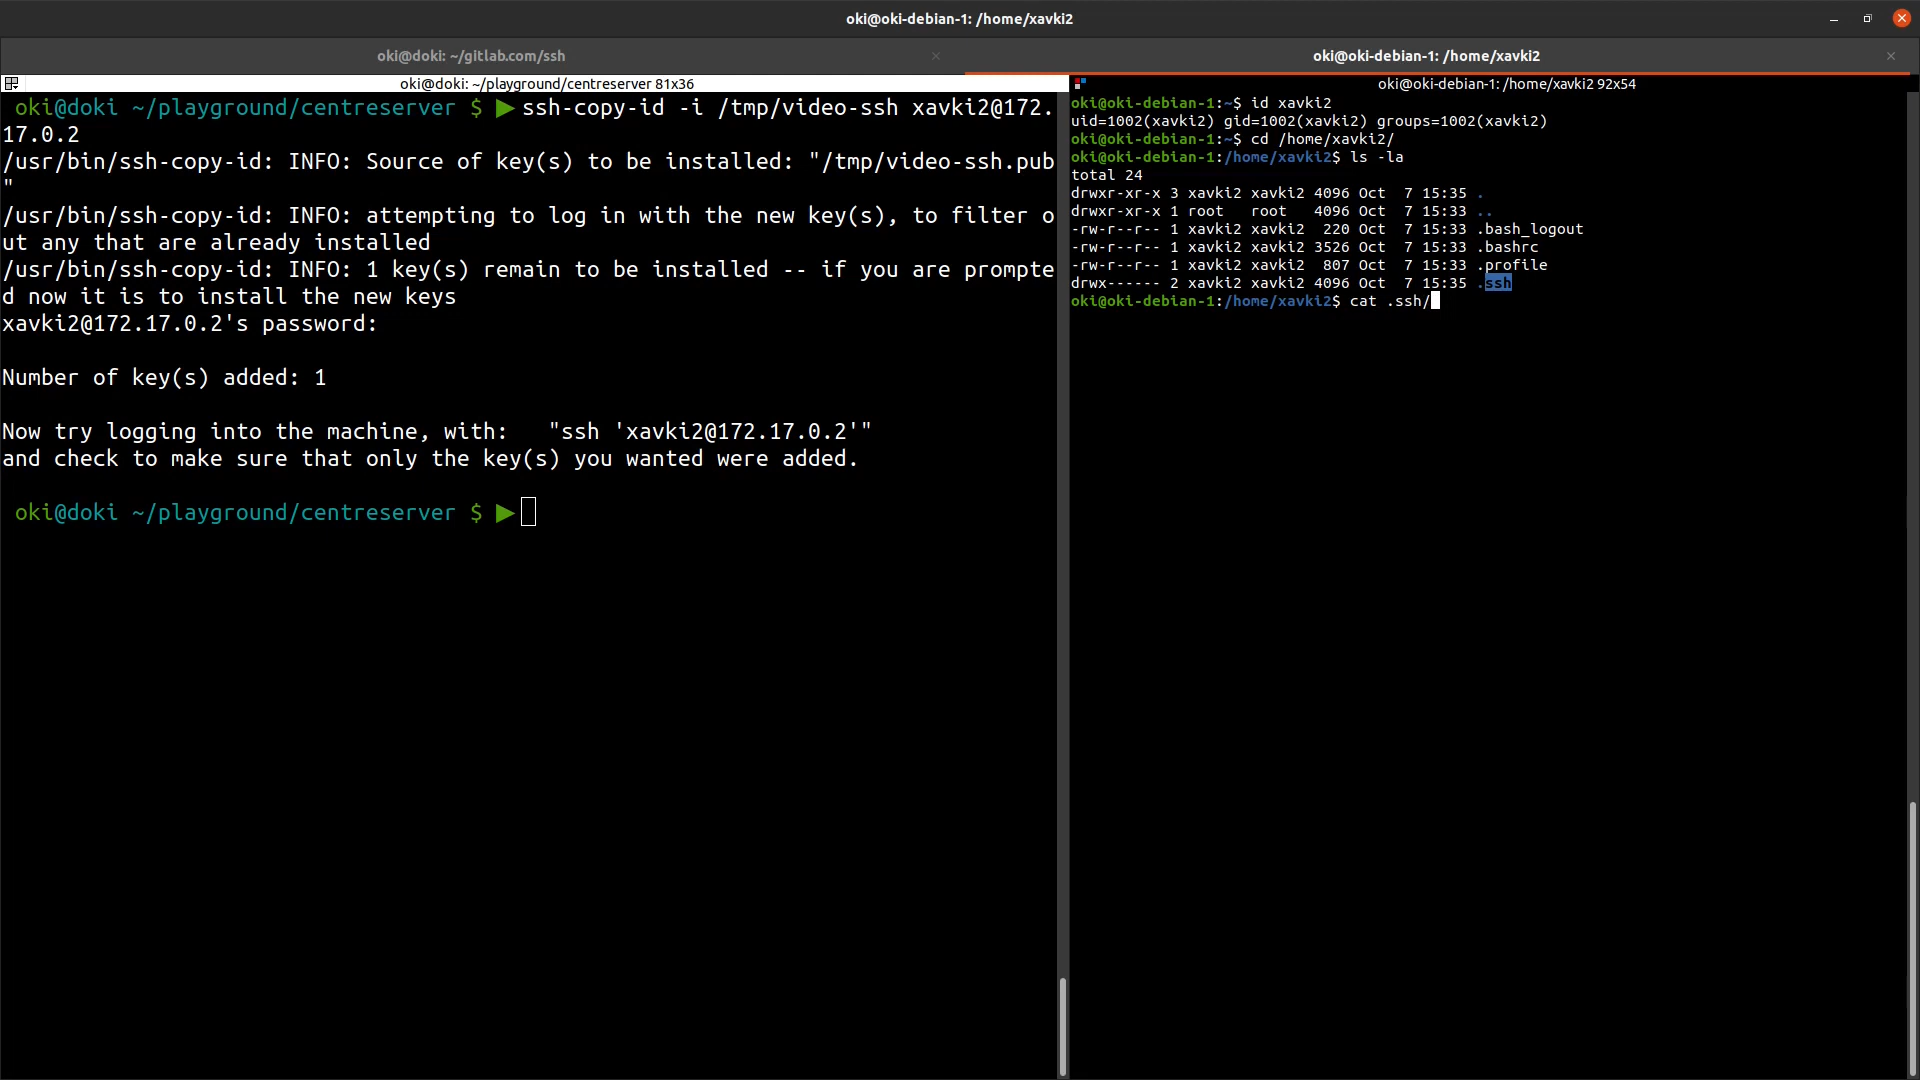 oki@oki-debian-1: /home/xavki2
oki@doki: ~/gitlab.com/ssh
oki@oki-debian-1: /home/xavki2
oki@doki: ~/playground/centreserver 81x36
oki@doki ~/playground/centreserver $ ▶ssh-copy-id -i /tmp/video-ssh xavki2@172.
17.0.2
/usr/bin/ssh-copy-id: INFO: Source of key(s) to be installed: "/tmp/video-ssh.pub
"
/usr/bin/ssh-copy-id: INFO: attempting to log in with the new key(s), to filter o
ut any that are already installed
/usr/bin/ssh-copy-id: INFO: 1 key(s) remain to be installed -- if you are prompte
d now it is to install the new keys
xavki2@172.17.0.2's password:
Number of key(s) added: 1
Now try logging into the machine, with:   "ssh 'xavki2@172.17.0.2'"
and check to make sure that only the key(s) you wanted were added.
oki@doki ~/playground/centreserver $ ▶
oki@oki-debian-1: /home/xavki2 92x54
oki@oki-debian-1:~$ id xavki2
uid=1002(xavki2) gid=1002(xavki2) groups=1002(xavki2)
oki@oki-debian-1:~$ cd /home/xavki2/
oki@oki-debian-1:/home/xavki2$ ls -la
total 24
drwxr-xr-x 3 xavki2 xavki2 4096 Oct  7 15:35 .
drwxr-xr-x 1 root   root   4096 Oct  7 15:33 ..
-rw-r--r-- 1 xavki2 xavki2  220 Oct  7 15:33 .bash_logout
-rw-r--r-- 1 xavki2 xavki2 3526 Oct  7 15:33 .bashrc
-rw-r--r-- 1 xavki2 xavki2  807 Oct  7 15:33 .profile
drwx------ 2 xavki2 xavki2 4096 Oct  7 15:35 .ssh
oki@oki-debian-1:/home/xavki2$ cat .ssh/